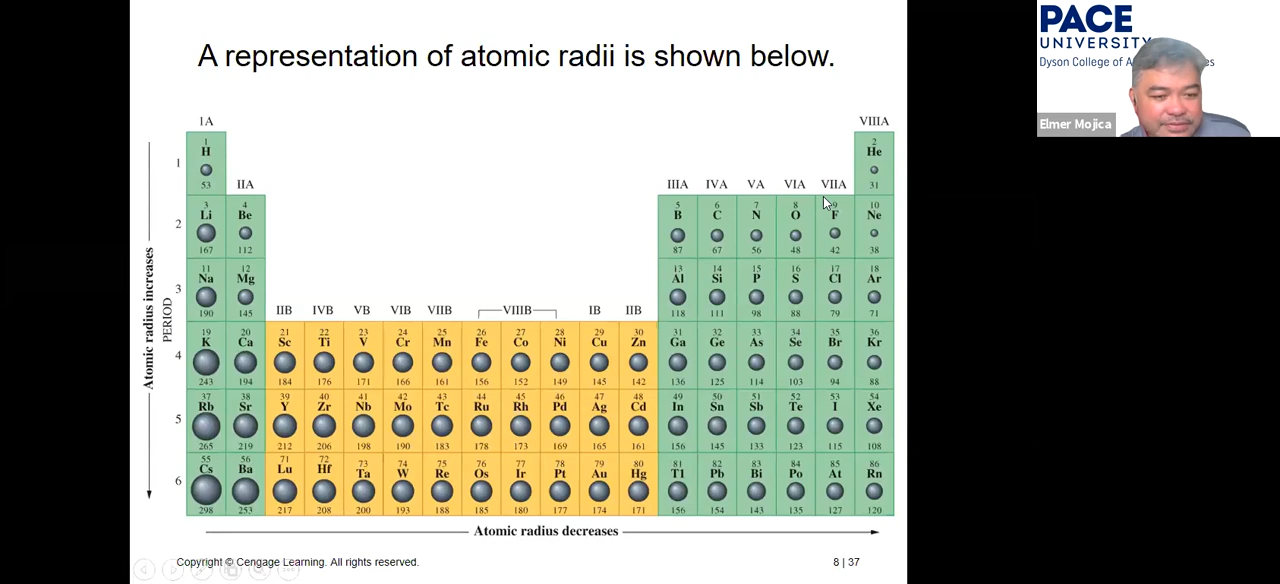 A representation of atomic radii is shown below.
PACE
UNIVERSITY
Dyson College of A es
Elmer Mojica
IA VIIIA
1 H 53 2 He 31
IIA IIIA IVA VA VIA VIIA
2 3 Li 167 4 Be 112 5 B 87 6 C 67 7 N 56 8 O 48 9 F 42 10 Ne 38
3 11 Na 190 12 Mg 145 13 Al 118 14 Si 111 15 P 98 16 S 88 17 Cl 79 18 Ar 71
IIB IVB VB VIB VIIB VIIIB IB IIB
4 19 K 243 20 Ca 194 21 Sc 184 22 Ti 176 23 V 171 24 Cr 166 25 Mn 161 26 Fe 156 27 Co 152 28 Ni 149 29 Cu 145 30 Zn 142 31 Ga 136 32 Ge 125 33 As 114 34 Se 103 35 Br 94 36 Kr 88
5 37 Rb 265 38 Sr 219 39 Y 212 40 Zr 206 41 Nb 198 42 Mo 190 43 Tc 183 44 Ru 178 45 Rh 173 46 Pd 169 47 Ag 165 48 Cd 161 49 In 156 50 Sn 145 51 Sb 133 52 Te 123 53 I 115 54 Xe 108
6 55 Cs 298 56 Ba 253 71 Lu 217 72 Hf 208 73 Ta 200 74 W 193 75 Re 188 76 Os 185 77 Ir 180 78 Pt 177 79 Au 174 80 Hg 171 81 Tl 156 82 Pb 154 83 Bi 143 84 Po 135 85 At 127 86 Rn 120
Atomic radius increases
PERIOD
Atomic radius decreases
Copyright © Cengage Learning. All rights reserved.
8 | 37